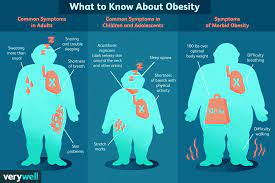 What to Know About Obesity
Common Symptoms
in Adults
Common Symptoms in
Children and Adolescents
Symptoms
of Morbid Obesity
Sweating
more than
usual
Snoring
and trouble
sleeping
Shortness
of breath
Skin
problems
Acanthosis
nigricans
(dark velvety skin
around the neck
and other areas)
Sleep apnea
Shortness
of breath with
physical
activity
Stretch
marks
100 lbs over
optimal
body weight
Difficulty
breathing
Difficulty
walking
verywell